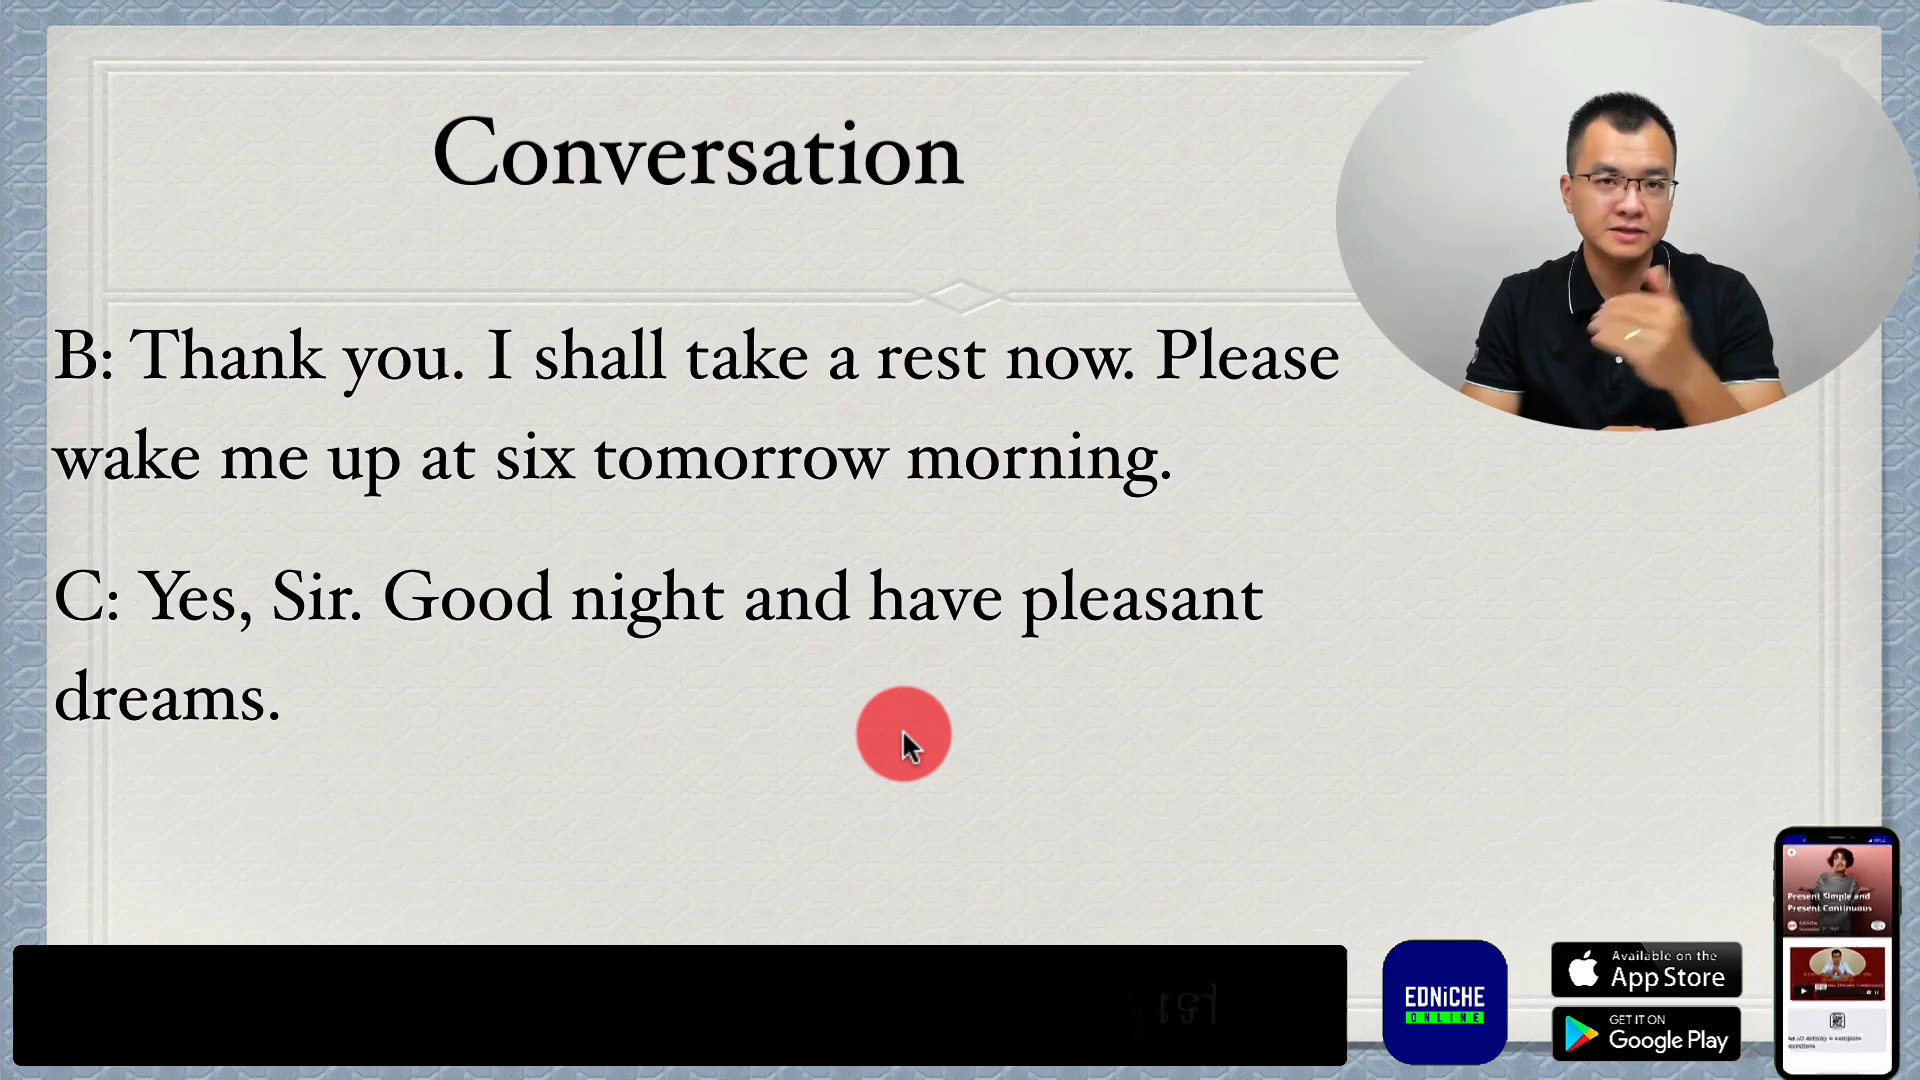 Conversation
B: Thank you. I shall take a rest now. Please
wake me up at six tomorrow morning.
C: Yes, Sir. Good night and have pleasant
dreams.
EDNiCHE
ONLINE
Available on the
App Store
GET IT ON
Google Play
Present Simple and
Present Continuous